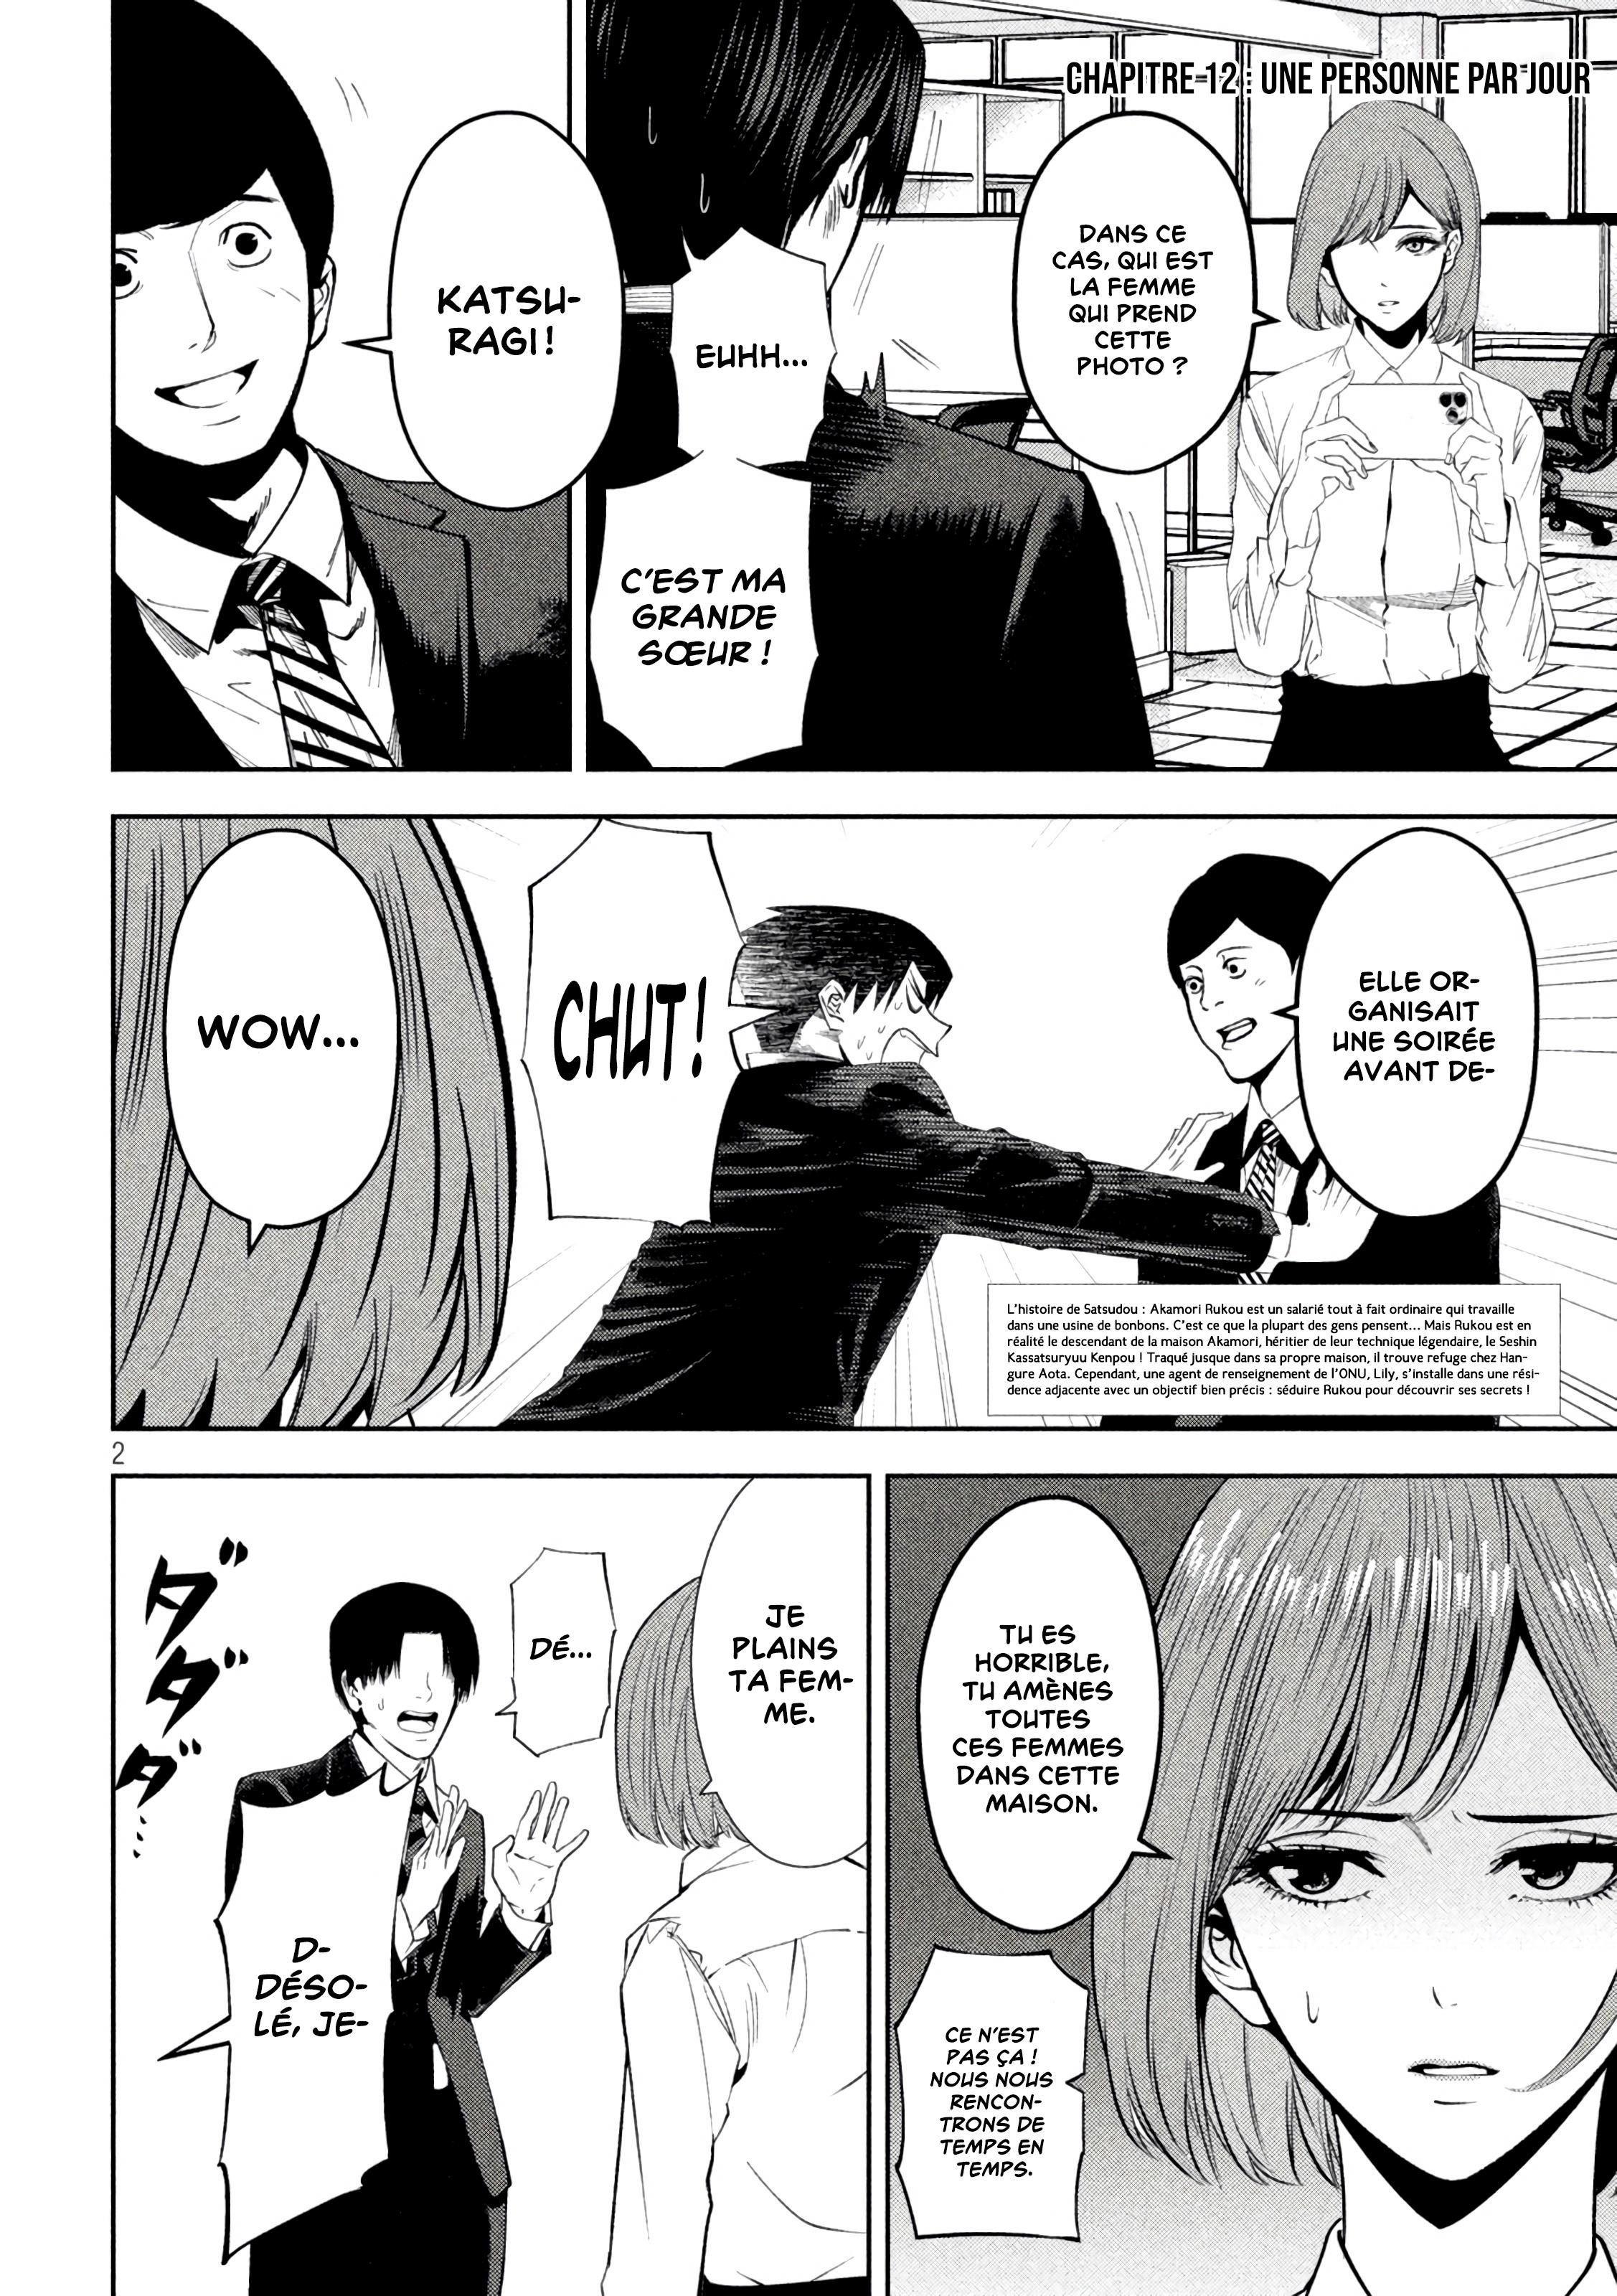 CHAPITRE 12 : UNE PERSONNE PAR JOUR
DANS CE
CAS, QUI EST
LA FEMME
QUI PREND
CETTE
PHOTO ?
EUHH...
C'EST MA
GRANDE
SŒUR !
KATSU-
RAGI !
ELLE OR-
GANISAIT
UNE SOIRÉE
AVANT DE-
CHUT !
WOW...
L'histoire de Satsudou : Akamori Rukou est un salarié tout à fait ordinaire qui travaille
dans une usine de bonbons. C'est ce que la plupart des gens pensent... Mais Rukou est en
réalité le descendant de la maison Akamori, héritier de leur technique légendaire, le Seshin
Kassatsuryuu Kenpou ! Traqué jusque dans sa propre maison, il trouve refuge chez Han-
gure Aota. Cependant, une agent de renseignement de l'ONU, Lily, s'installe dans une rési-
dence adjacente avec un objectif bien précis : séduire Rukou pour découvrir ses secrets !
2
TU ES
HORRIBLE,
TU AMÈNES
TOUTES
CES FEMMES
DANS CETTE
MAISON.
CE N'EST
PAS ÇA !
NOUS NOUS
RENCON-
TRONS DE
TEMPS EN
TEMPS.
JE
PLAINS
TA FEM-
ME.
DÉ...
D-
DÉSO-
LÉ, JE-
ダダダ…